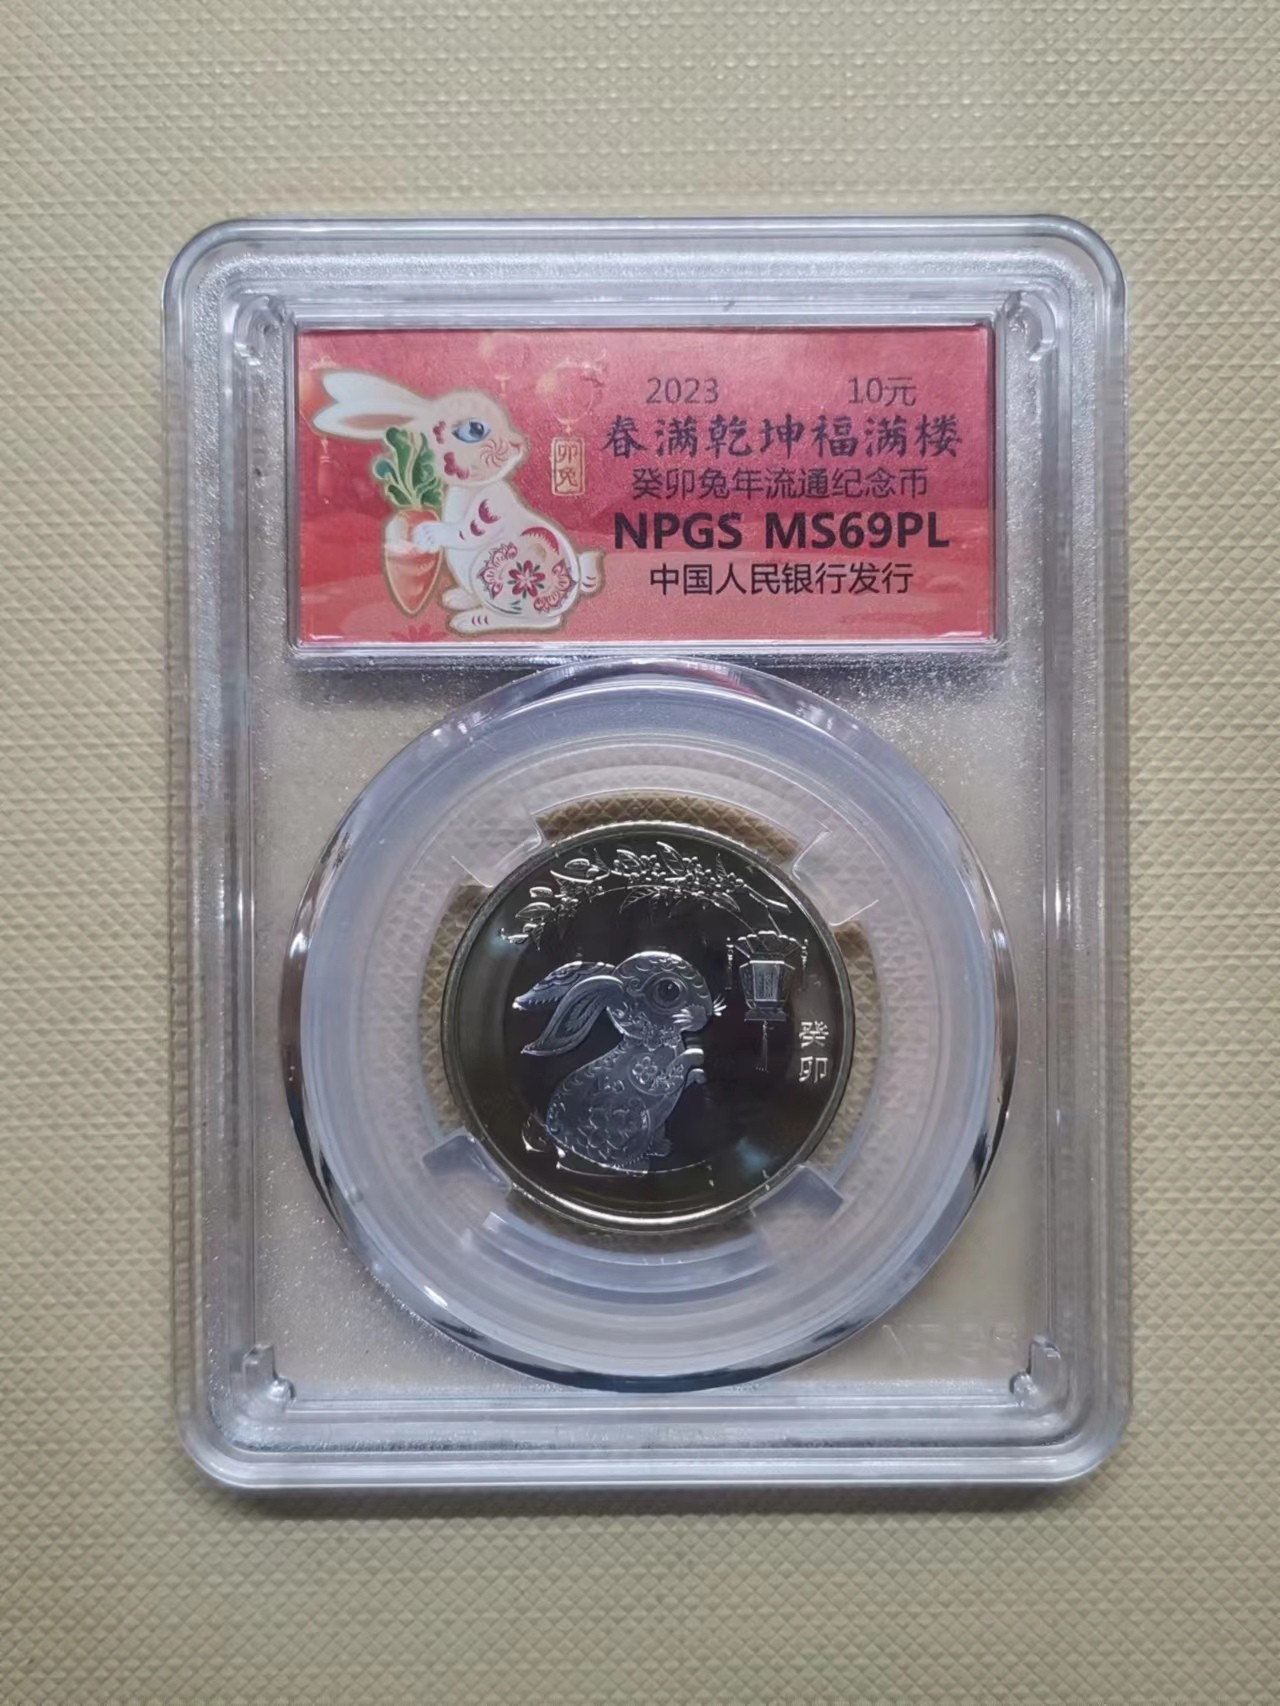 2023 10元
春满乾坤福满楼
卯兔
癸卯兔年流通纪念币
NPGS MS69PL
中国人民银行发行
癸卯